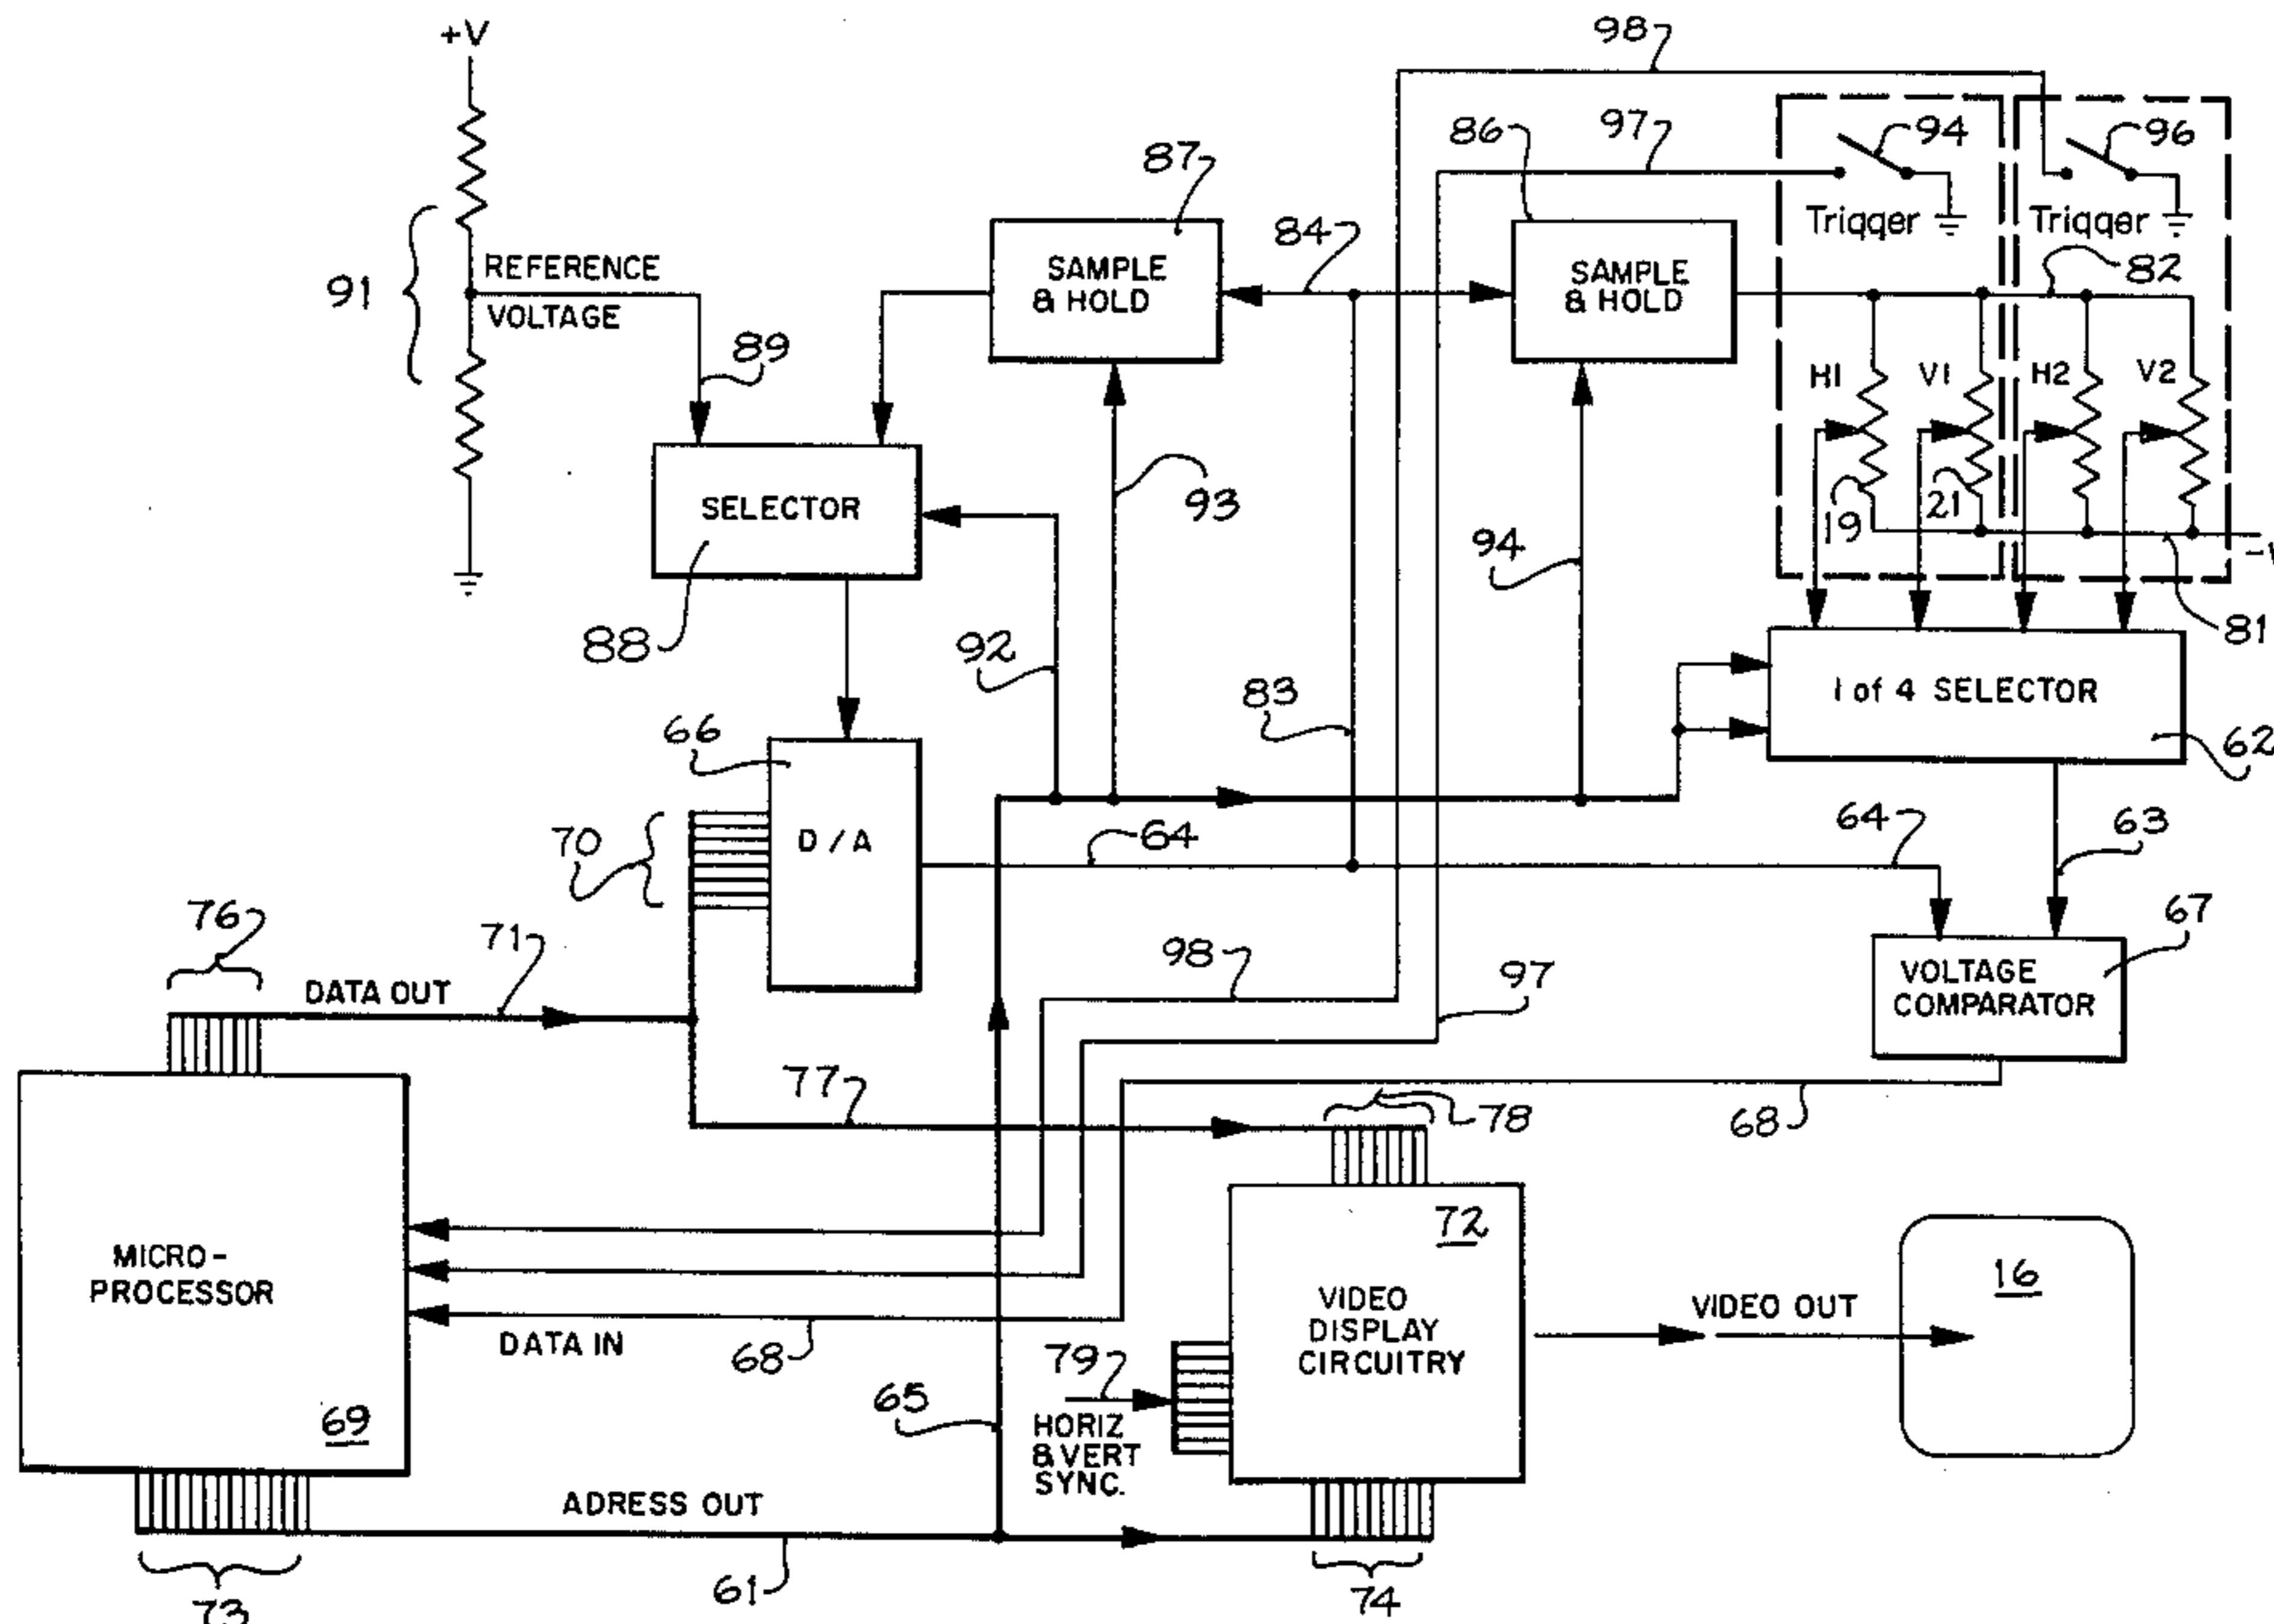 +V
98
97
94
96
86
87
Trigger
Trigger
84
82
REFERENCE
VOLTAGE
91
SAMPLE
& HOLD
SAMPLE
& HOLD
89
H1
V1
H2
V2
SELECTOR
93
19
21
94
-V
88
92
81
1 of 4 SELECTOR
83
66
62
D / A
70
64
64
63
76
71
67
98
97
DATA OUT
VOLTAGE
COMPARATOR
77
78
68
72
MICRO-
PROCESSOR
16
VIDEO
DISPLAY
CIRCUITRY
VIDEO OUT
DATA IN
68
79
65
69
HORIZ
& VERT
SYNC.
ADRESS OUT
61
73
74